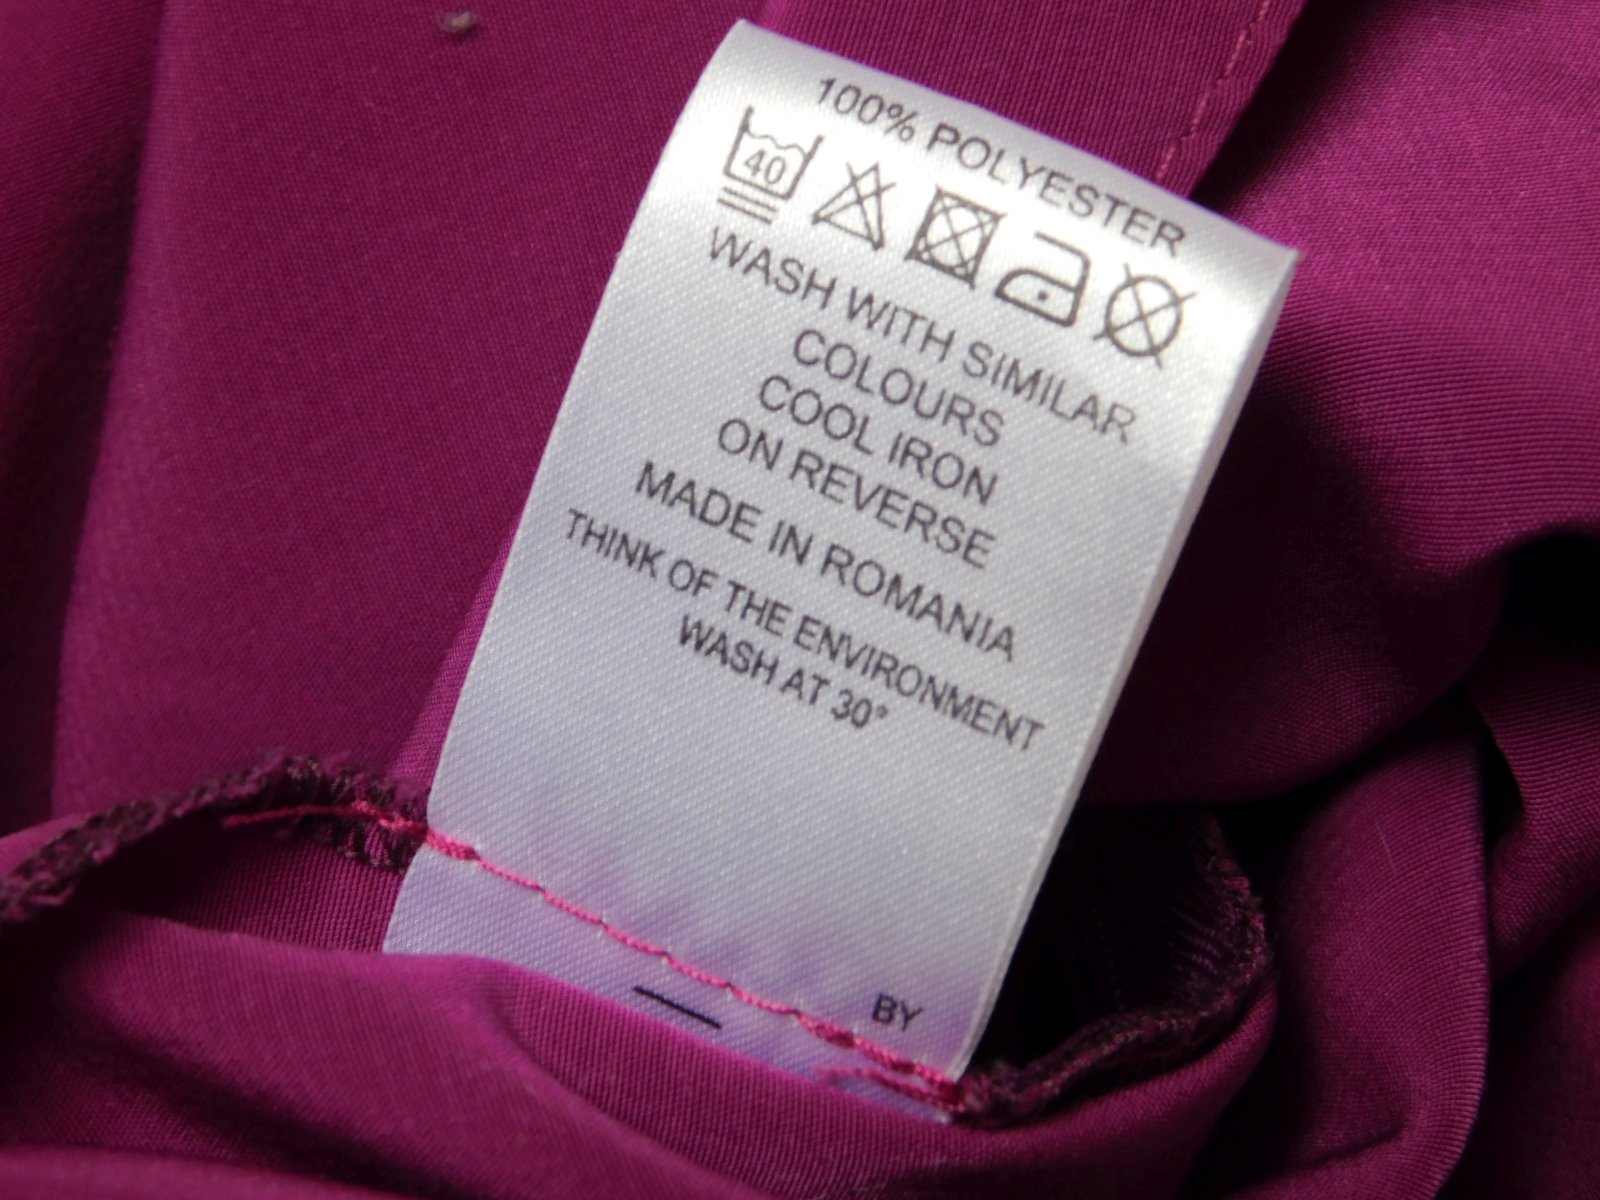 100% POLYESTER
40
WASH WITH SIMILAR
COLOURS
COOL IRON
ON REVERSE
MADE IN ROMANIA
THINK OF THE ENVIRONMENT
WASH AT 30°
BY